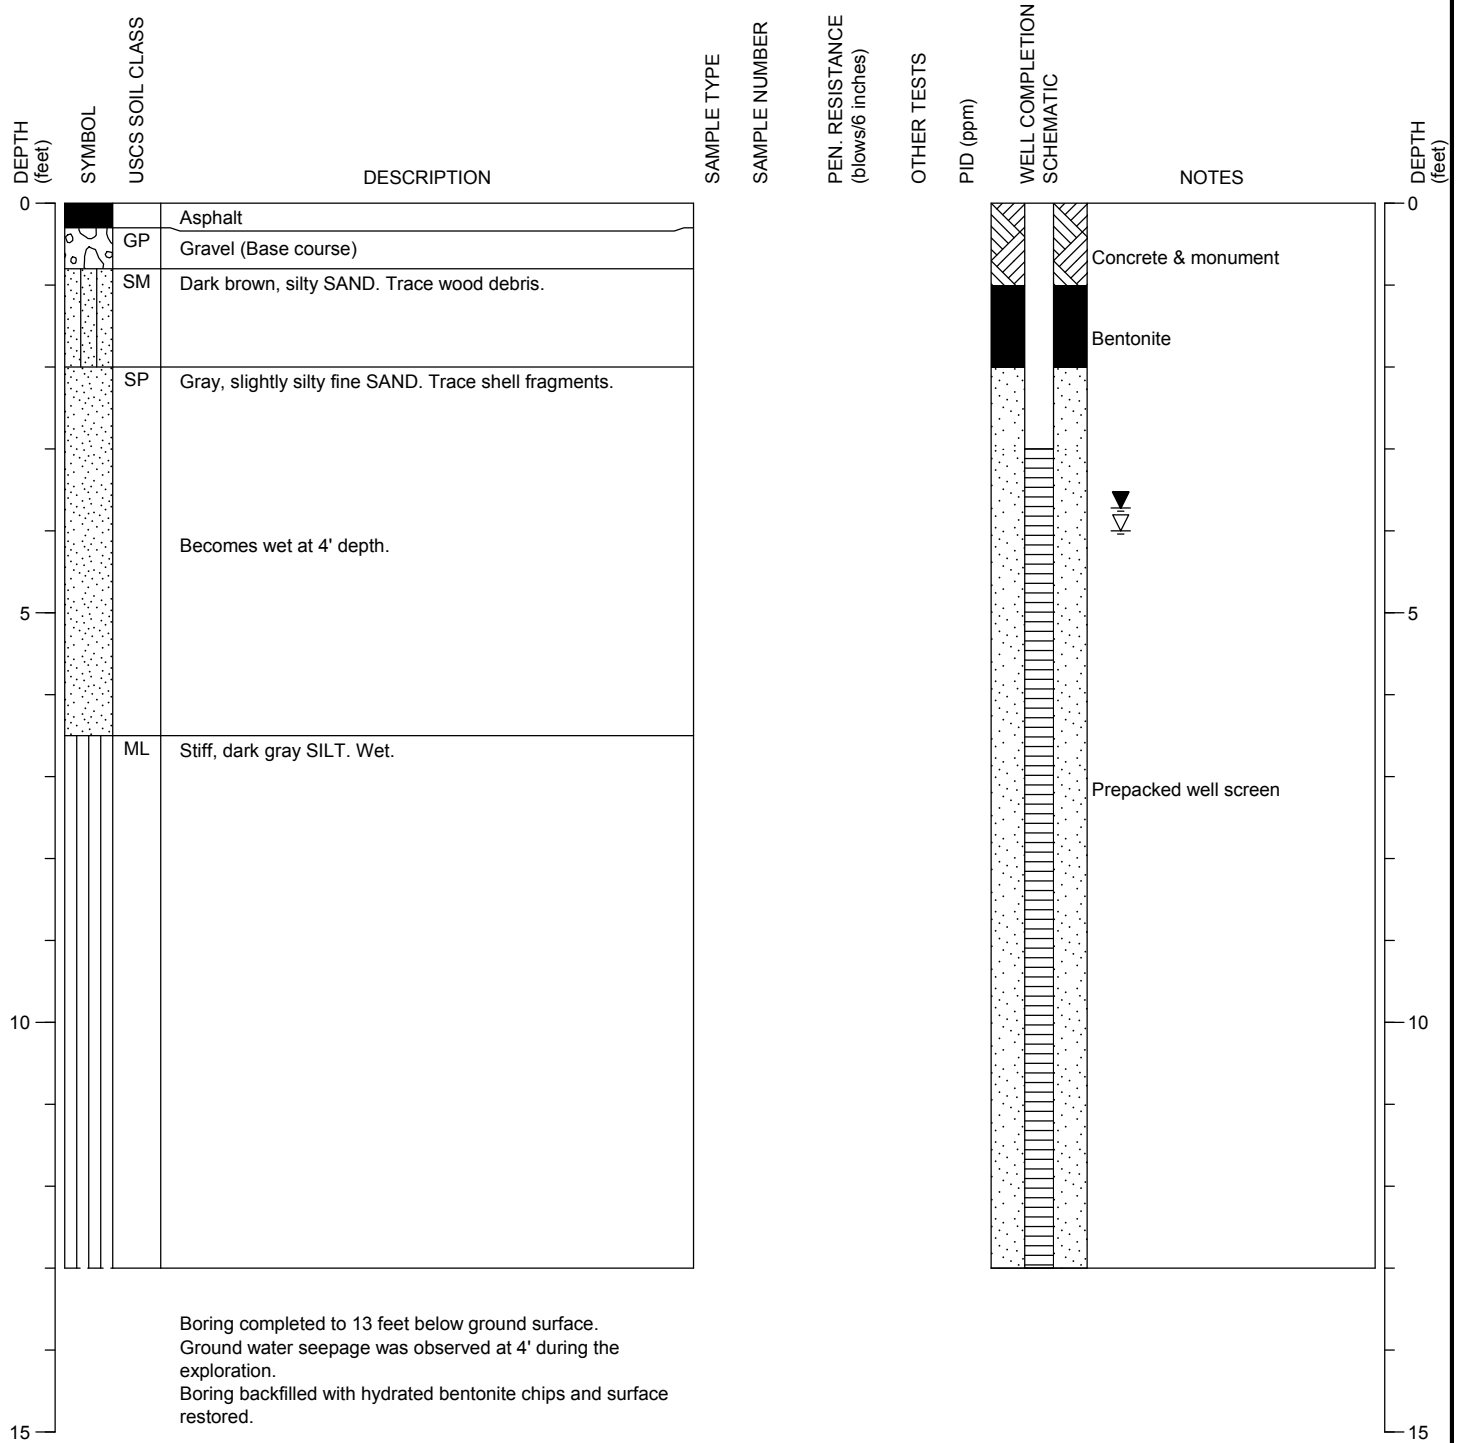 DEPTH
(feet)
SYMBOL
USCS SOIL CLASS
DESCRIPTION
SAMPLE TYPE
SAMPLE NUMBER
PEN. RESISTANCE
(blows/6 inches)
OTHER TESTS
PID (ppm)
WELL COMPLETION
SCHEMATIC
NOTES
DEPTH
(feet)
0
Asphalt
0
GP
Gravel (Base course)
Concrete & monument
SM
Dark brown, silty SAND. Trace wood debris.
Bentonite
SP
Gray, slightly silty fine SAND. Trace shell fragments.
Becomes wet at 4' depth.
5
5
ML
Stiff, dark gray SILT. Wet.
Prepacked well screen
10
10
Boring completed to 13 feet below ground surface.
Ground water seepage was observed at 4' during the
exploration.
Boring backfilled with hydrated bentonite chips and surface
restored.
15
15